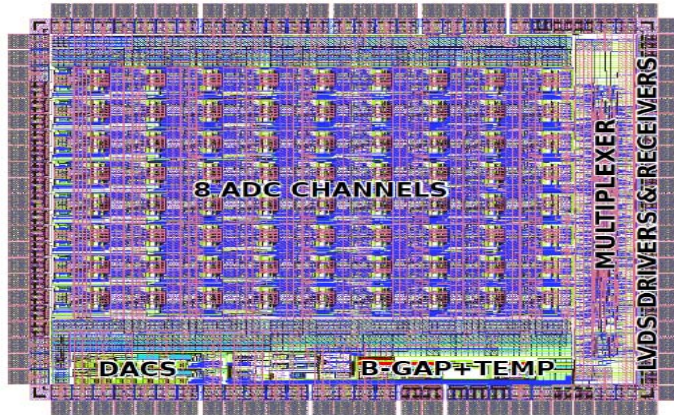 8 ADC CHANNELS
MULTIPLEXER
LVDS DRIVERS & RECEIVERS
DACS
B-GAP+TEMP